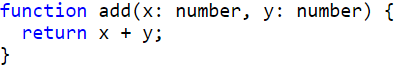 function add(x: number, y: number) {
  return x + y;
}